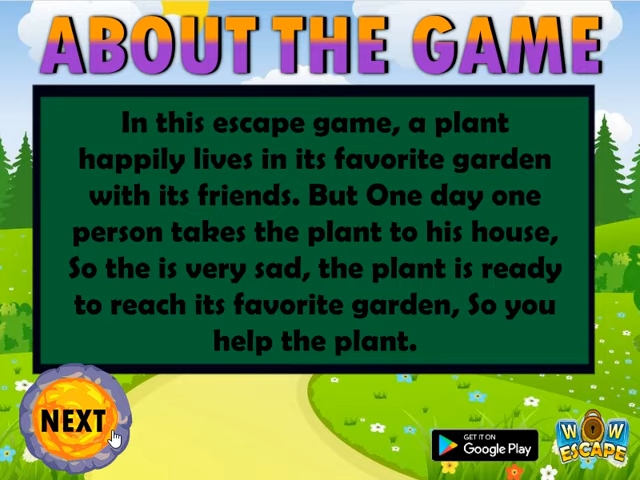 ABOUT THE GAME
In this escape game, a plant
happily lives in its favorite garden
with its friends. But One day one
person takes the plant to his house,
So the is very sad, the plant is ready
to reach its favorite garden, So you
help the plant.
NEXT
GET IT ON
Google Play
WOW
ESCAPE